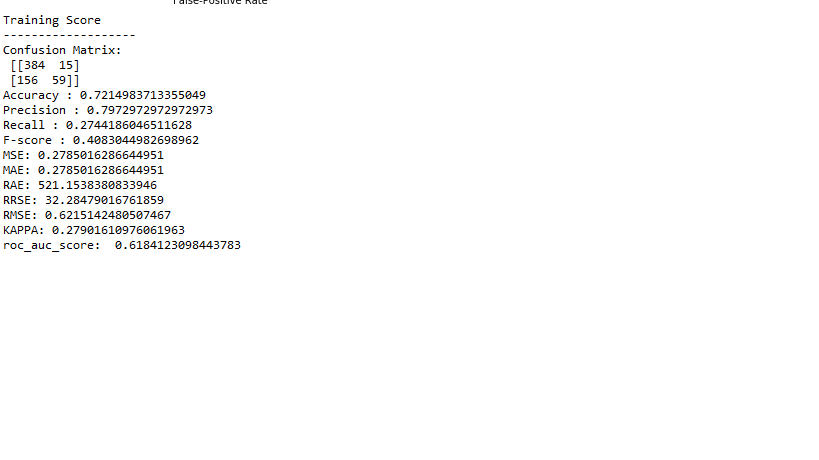 False-Positive Rate
Training Score
-------------------
Confusion Matrix:
[[384  15]
[156  59]]
Accuracy : 0.7214983713355049
Precision : 0.7972972972972973
Recall : 0.2744186046511628
F-score : 0.4083044982698962
MSE: 0.2785016286644951
MAE: 0.2785016286644951
RAE: 521.1538380833946
RRSE: 32.28479016761859
RMSE: 0.6215142480507467
KAPPA: 0.27901610976061963
roc_auc_score:  0.6184123098443783